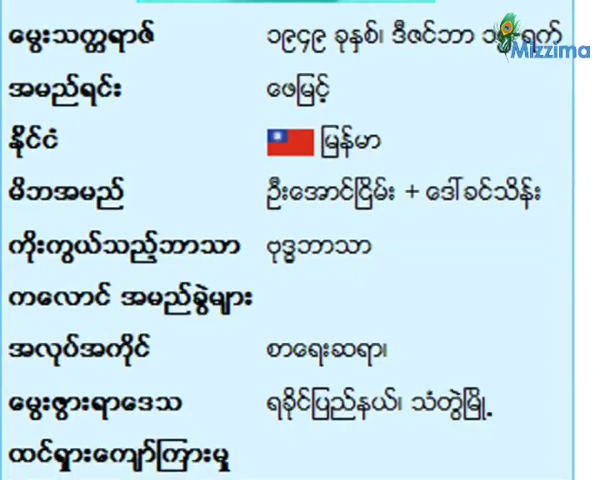 မွေးသက္ကရာဇ် ၁၉၄၉ ခုနှစ်၊ ဒီဇင်ဘာ ရက်
Mizzima
အမည်ရင်း ဖေမြင့်
နိုင်ငံ မြန်မာ
မိဘအမည် ဦးအောင်ငြိမ်း + ဒေါ်ခင်သိန်း
ကိုးကွယ်သည့်ဘာသာ ဗုဒ္ဓဘာသာ
ကလောင် အမည်ခွဲများ
အလုပ်အကိုင် စာရေးဆရာ၊
မွေးဇွားရာဒေသ ရခိုင်ပြည်နယ်၊ သံတွဲမြို့
ထင်ရှားကျော်ကြားမှု